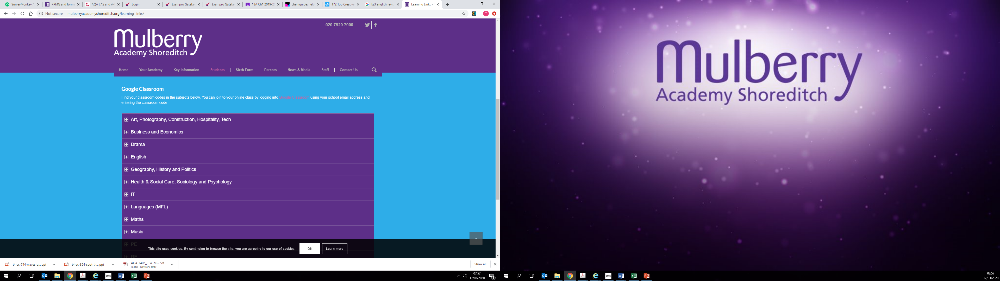 SurveyMonkey A
KPMG and forme
AQA | AS and A-
Login
Exampro Gateke
Exampro Gateke
13A Ch1 2019-2
chemguide: help
172 Top Creative
ks3 english revis
Learning Links -
Not secure
mulberryacademyshoreditch.org/learning-links/
T
020 7920 7900
mulberry
Academy Shoreditch
Home
Your Academy
Key Information
Students
Sixth Form
Parents
News & Media
Staff
Contact Us
Google Classroom
Find your classroom codes in the subjects below. You can join to your online class by logging into Google Classroom using your school email address and
entering the classroom code
Art, Photography, Construction, Hospitality, Tech
Business and Economics
Drama
English
Geography, History and Politics
Health & Social Care, Sociology and Psychology
IT
Languages (MFL)
Maths
Music
PE
This site uses cookies. By continuing to browse the site, you are agreeing to our use of cookies.
OK
Learn more
RE
t4-sc-744-waves-q....ppt
t4-sc-854-spot-th....ppt
AQA-7405_2-W-M....pdf
Failed - Network error
Show all
SIMS
07:57
17/03/2020
1
mulberry
Academy Shoreditch
SIMS
07:57
17/03/2020